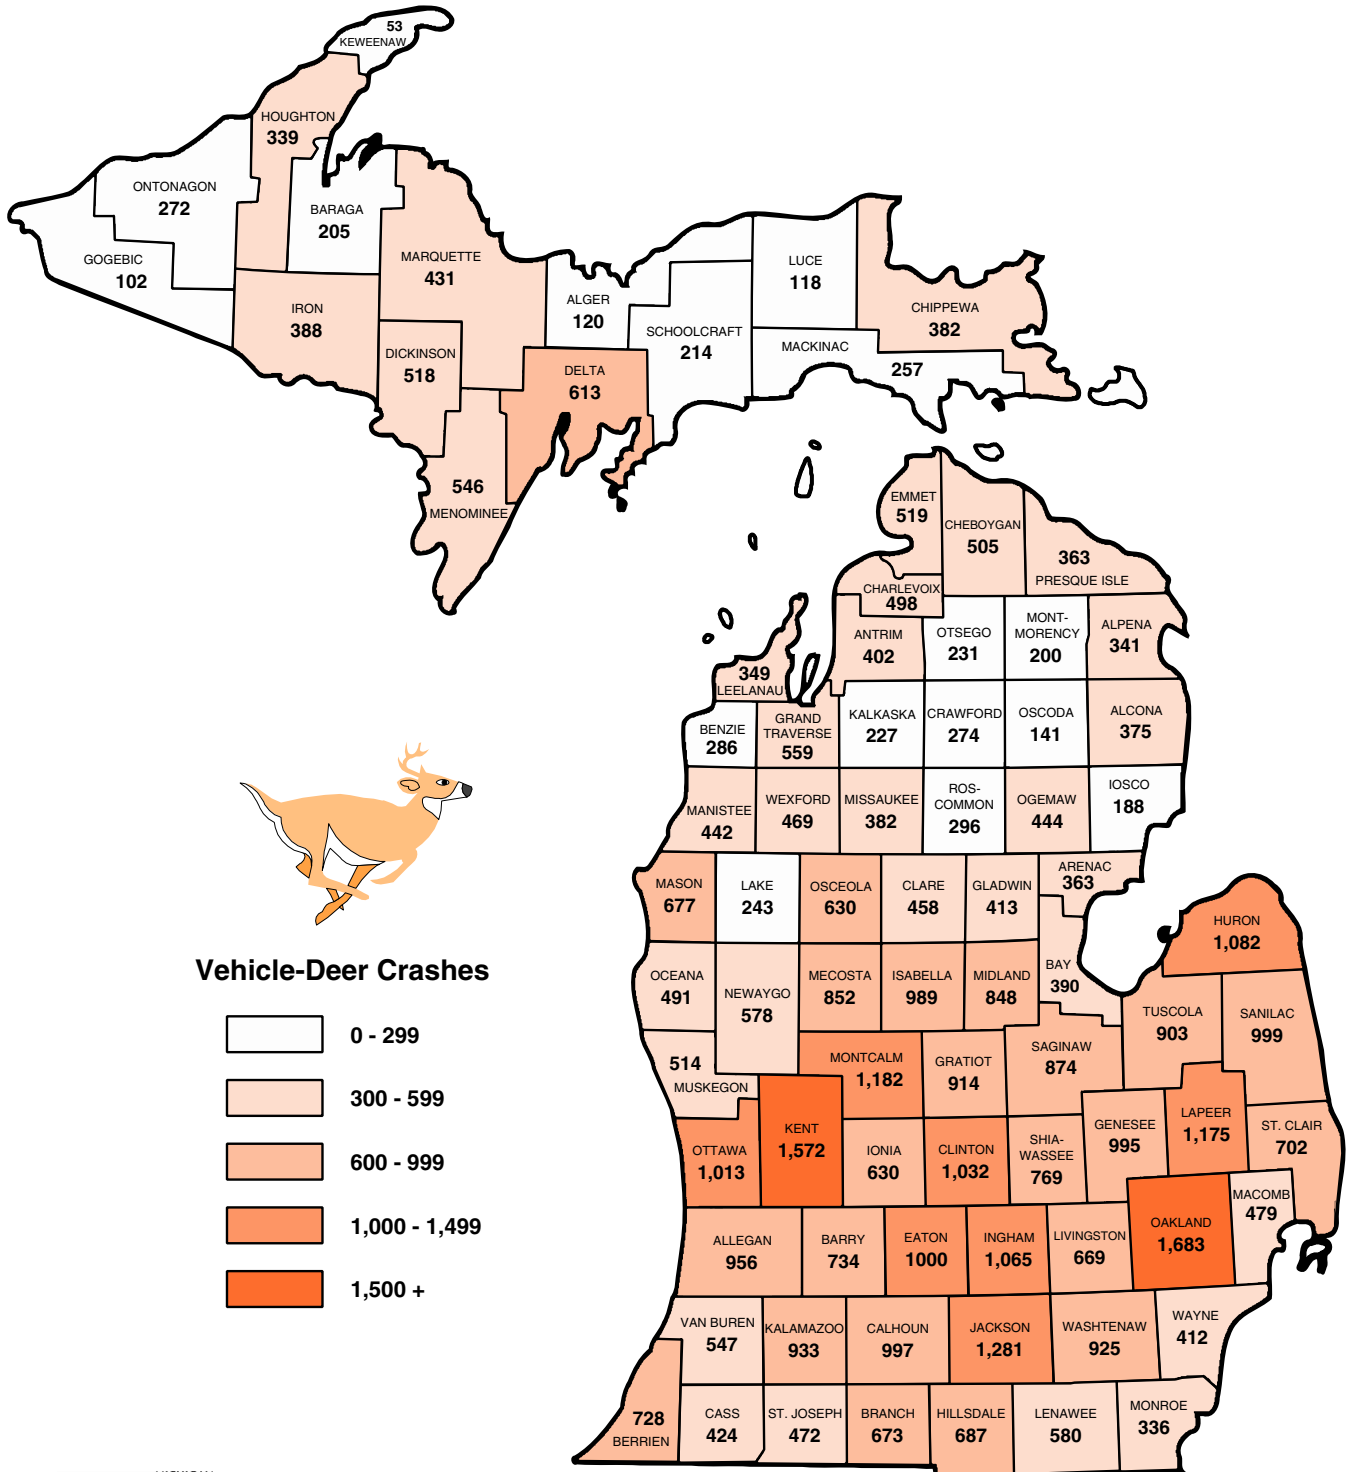 53
KEWEENAW
HOUGHTON
339
ONTONAGON
272
BARAGA
205
GOGEBIC
102
MARQUETTE
431
LUCE
118
ALGER
120
CHIPPEWA
382
IRON
388
SCHOOLCRAFT
214
MACKINAC
257
DICKINSON
518
DELTA
613
546
MENOMINEE
EMMET
519
CHEBOYGAN
505
363
PRESQUE ISLE
CHARLEVOIX
498
ANTRIM
402
OTSEGO
231
MONT-
MORENCY
200
ALPENA
341
349
LEELANAU
BENZIE
286
GRAND
TRAVERSE
559
KALKASKA
227
CRAWFORD
274
OSCODA
141
ALCONA
375
MANISTEE
442
WEXFORD
469
MISSAUKEE
382
ROS-
COMMON
296
OGEMAW
444
IOSCO
188
MASON
677
LAKE
243
OSCEOLA
630
CLARE
458
GLADWIN
413
ARENAC
363
HURON
1,082
OCEANA
491
NEWAYGO
578
MECOSTA
852
ISABELLA
989
MIDLAND
848
BAY
390
TUSCOLA
903
SANILAC
999
514
MUSKEGON
MONTCALM
1,182
GRATIOT
914
SAGINAW
874
OTTAWA
1,013
KENT
1,572
IONIA
630
CLINTON
1,032
SHIA-
WASSEE
769
GENESEE
995
LAPEER
1,175
ST. CLAIR
702
ALLEGAN
956
BARRY
734
EATON
1000
INGHAM
1,065
LIVINGSTON
669
OAKLAND
1,683
MACOMB
479
VAN BUREN
547
KALAMAZOO
933
CALHOUN
997
JACKSON
1,281
WASHTENAW
925
WAYNE
412
728
BERRIEN
CASS
424
ST. JOSEPH
472
BRANCH
673
HILLSDALE
687
LENAWEE
580
MONROE
336
Vehicle-Deer Crashes
0 - 299
300 - 599
600 - 999
1,000 - 1,499
1,500 +